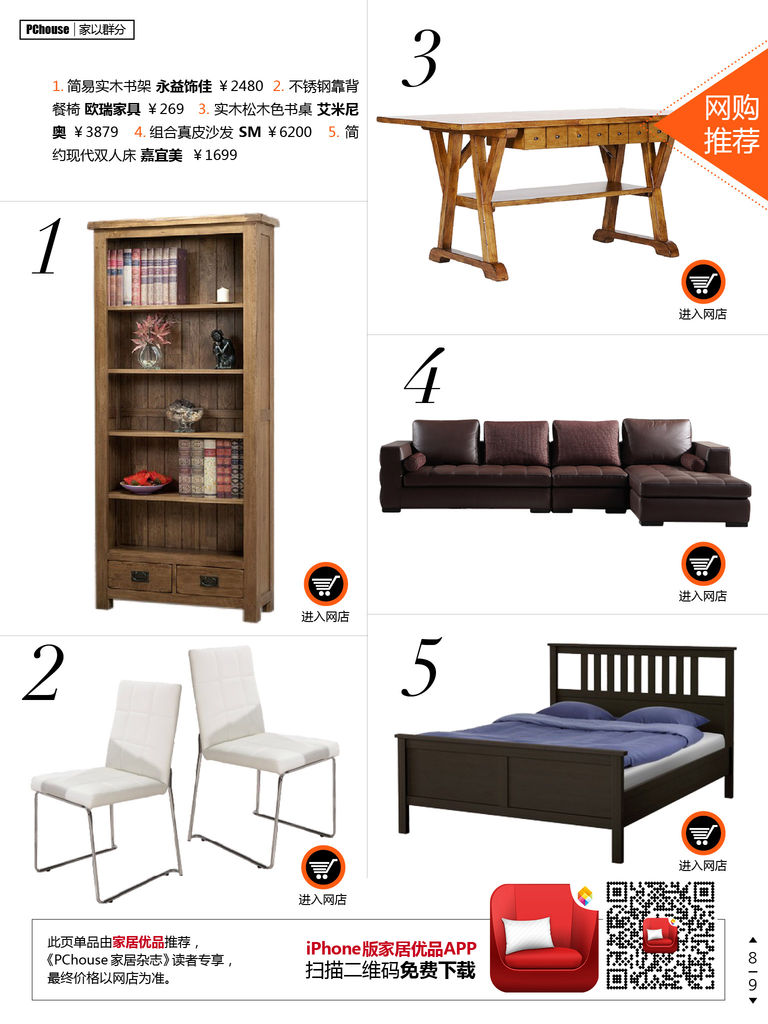 PChouse 家以群分
1. 简易实木书架 永益饰佳 ￥2480 2. 不锈钢靠背
餐椅 欧瑞家具 ￥269 3. 实木松木色书桌 艾米尼
奥 ￥3879 4. 组合真皮沙发 SM ￥6200 5. 简
约现代双人床 嘉宜美 ￥1699
3
网购
推荐
进入网店
1
进入网店
4
进入网店
2
进入网店
5
进入网店
此页单品由家居优品推荐，
《PChouse 家居杂志》读者专享，
最终价格以网店为准。
iPhone版家居优品APP
扫描二维码免费下载
8
9